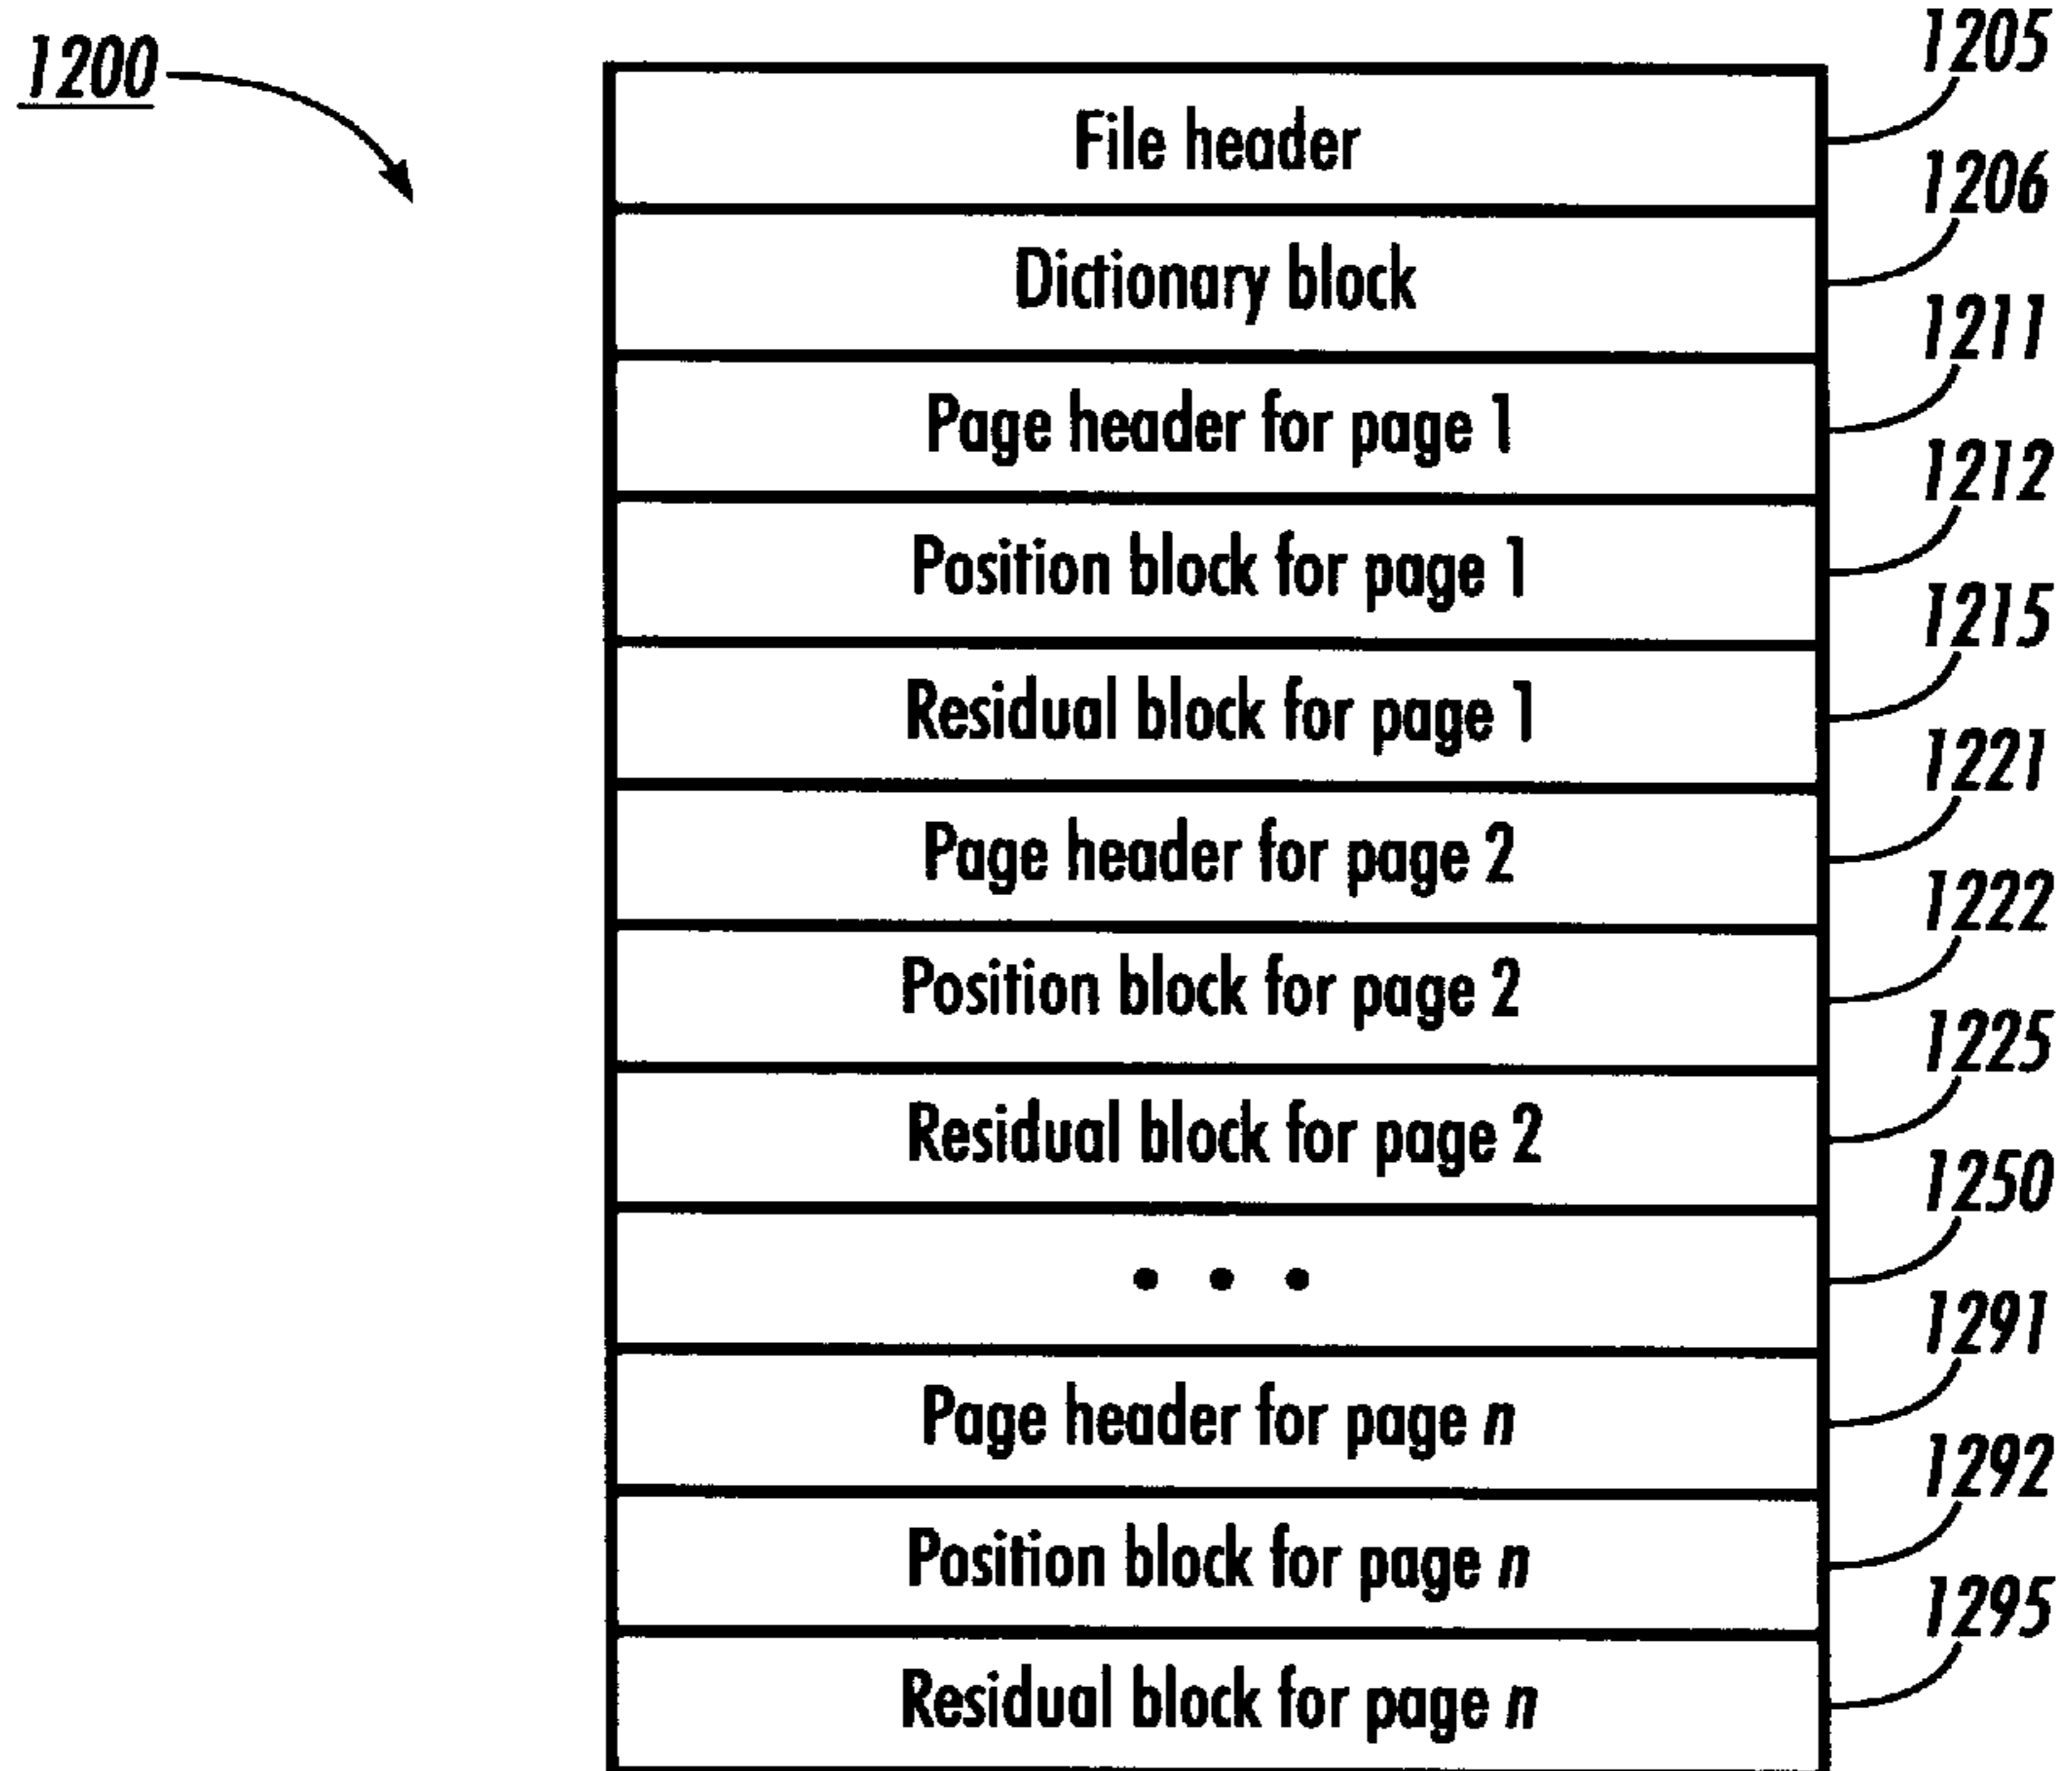 1200
1205
File header
1206
Dictionary block
1211
Page header for page 1
1212
Position block for page 1
1215
Residual block for page 1
1221
Page header for page 2
1222
Position block for page 2
1225
Residual block for page 2
1250
• • •
1291
Page header for page n
1292
Position block for page n
1295
Residual block for page n